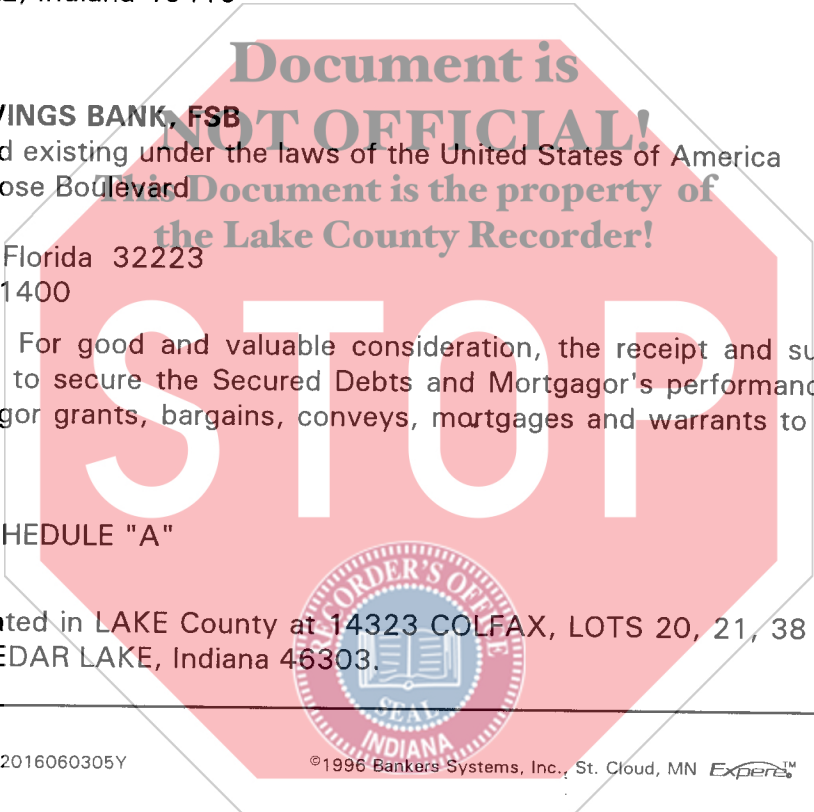 Document is
VINGS BANK, FSB
NOT OFFICIAL!
d existing under the laws of the United States of America
ose Boulevard
This Document is the property of
the Lake County Recorder!
Florida 32223
1400
For good and valuable consideration, the receipt and su
to secure the Secured Debts and Mortgagor's performanc
gor grants, bargains, conveys, mortgages and warrants to
STOP
HEDULE "A"
RECORDER'S OFFICE
ated in LAKE County at 14323 COLFAX, LOTS 20, 21, 38
EDAR LAKE, Indiana 46303.
SEAL
INDIANA
2016060305Y
©1996 Bankers Systems, Inc., St. Cloud, MN Expere™